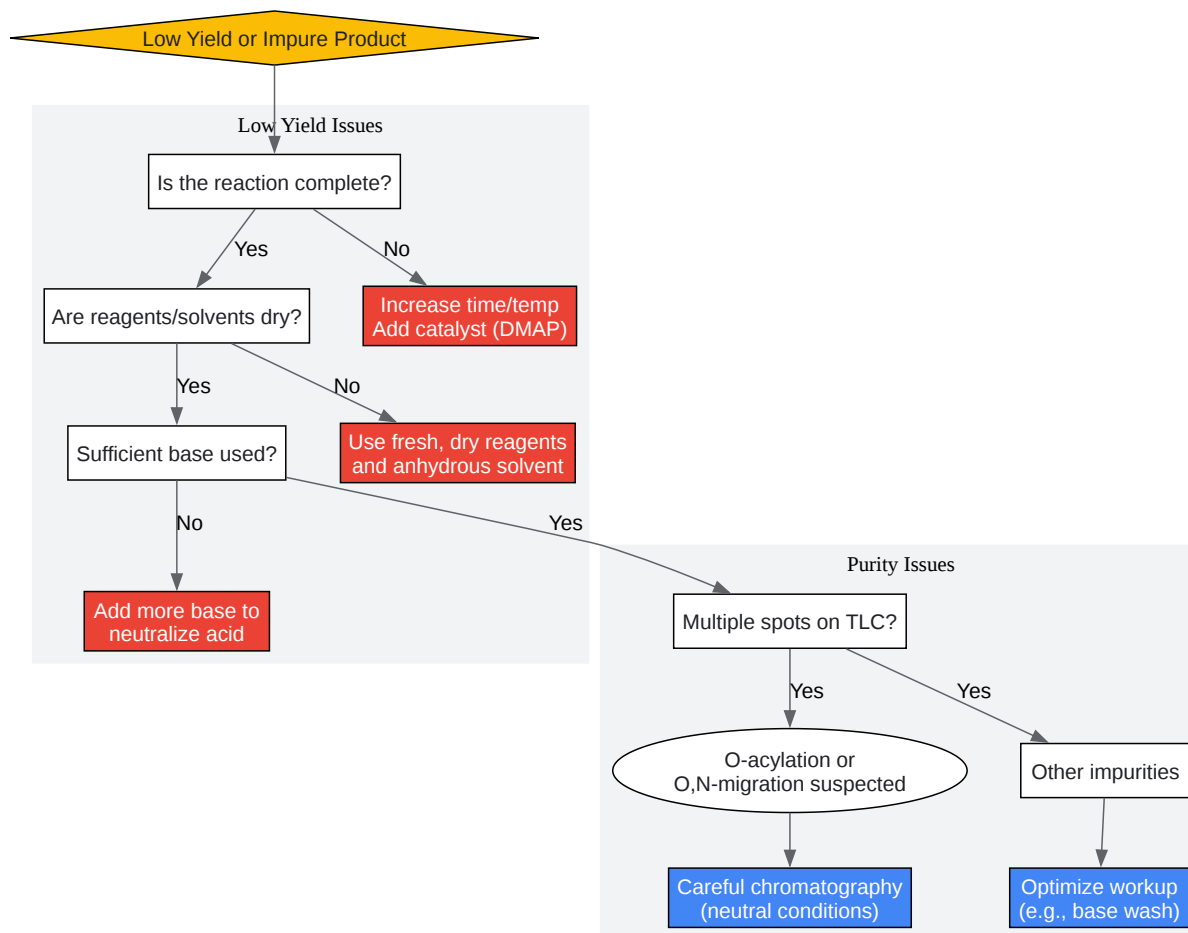 Low Yield or Impure Product
Low Yield Issues
Is the reaction complete?
Yes
No
Are reagents/solvents dry?
Increase time/temp
Add catalyst (DMAP)
Yes
No
Sufficient base used?
Use fresh, dry reagents
and anhydrous solvent
No
Yes
Add more base to
neutralize acid
Purity Issues
Multiple spots on TLC?
Yes
Yes
O-acylation or
O,N-migration suspected
Other impurities
Careful chromatography
(neutral conditions)
Optimize workup
(e.g., base wash)